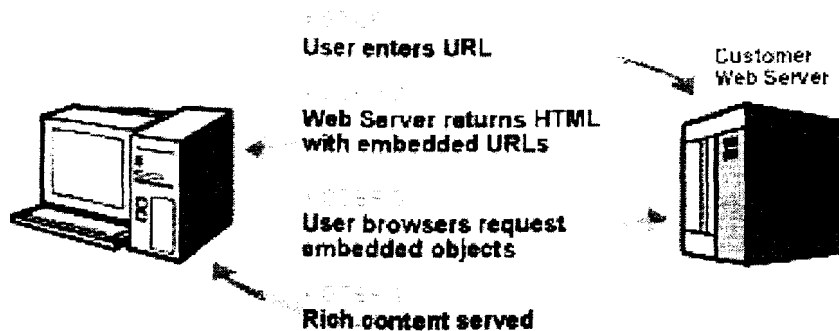 User enters URL
Customer
Web Server
Web Server returns HTML
with embedded URLs
User browsers request
embedded objects
Rich content served